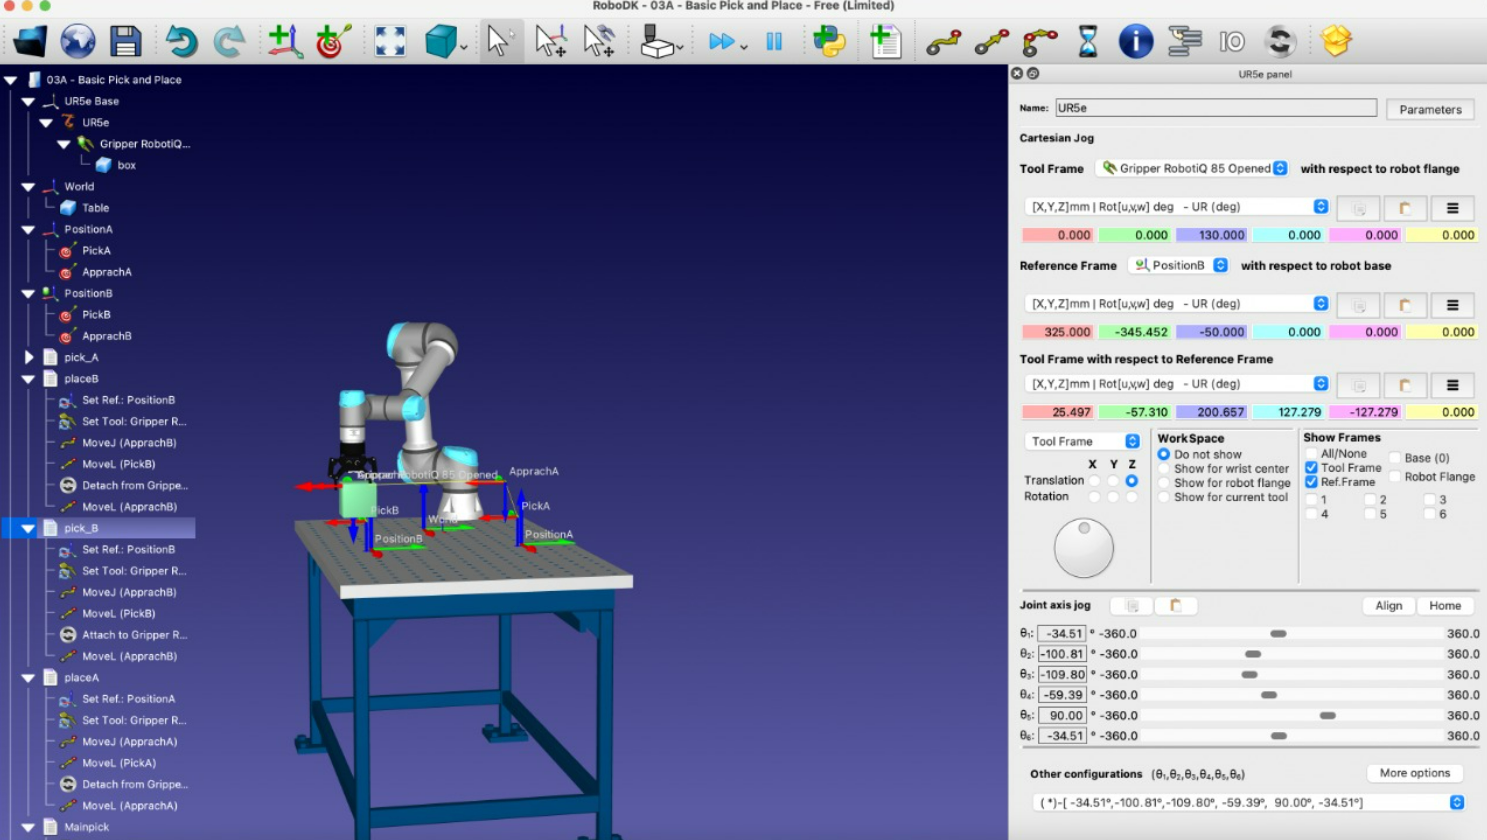 RoboDK - 03A - Basic Pick and Place - Free (Limited)
03A - Basic Pick and Place
UR5e Base
UR5e
Gripper RobotiQ...
box
World
Table
PositionA
PickA
ApprachA
PositionB
PickB
ApprachB
pick_A
placeB
Set Ref.: PositionB
Set Tool: Gripper R...
MoveJ (ApprachB)
MoveL (PickB)
Detach from Grippe...
MoveL (ApprachB)
pick_B
Set Ref.: PositionB
Set Tool: Gripper R...
MoveJ (ApprachB)
MoveL (PickB)
Attach to Gripper R...
MoveL (ApprachB)
placeA
Set Ref.: PositionA
Set Tool: Gripper R...
MoveJ (ApprachA)
MoveL (PickA)
Detach from Grippe...
MoveL (ApprachA)
Mainpick
RobotiQ 85 Opened
ApprachA
PickB
World
PickA
PositionB
PositionA
IO
UR5e panel
Name: UR5e Parameters
Cartesian Jog
Tool Frame Gripper RobotiQ 85 Opened with respect to robot flange
[X,Y,Z]mm | Rot[u,v,w] deg - UR (deg)
0.000 0.000 130.000 0.000 0.000 0.000
Reference Frame PositionB with respect to robot base
[X,Y,Z]mm | Rot[u,v,w] deg - UR (deg)
325.000 -345.452 -50.000 0.000 0.000 0.000
Tool Frame with respect to Reference Frame
[X,Y,Z]mm | Rot[u,v,w] deg - UR (deg)
25.497 -57.310 200.657 127.279 -127.279 0.000
Tool Frame
X Y Z
Translation
Rotation
WorkSpace
Do not show
Show for wrist center
Show for robot flange
Show for current tool
Show Frames
All/None Base (0)
Tool Frame
Ref.Frame Robot Flange
1 2 3
4 5 6
Joint axis jog Align Home
θ₁: -34.51 ° -360.0 360.0
θ₂: -100.81 ° -360.0 360.0
θ₃: -109.80 ° -360.0 360.0
θ₄: -59.39 ° -360.0 360.0
θ₅: 90.00 ° -360.0 360.0
θ₆: -34.51 ° -360.0 360.0
Other configurations (θ₁,θ₂,θ₃,θ₄,θ₅,θ₆) More options
(*)-[ -34.51°,-100.81°,-109.80°, -59.39°, 90.00°, -34.51°]